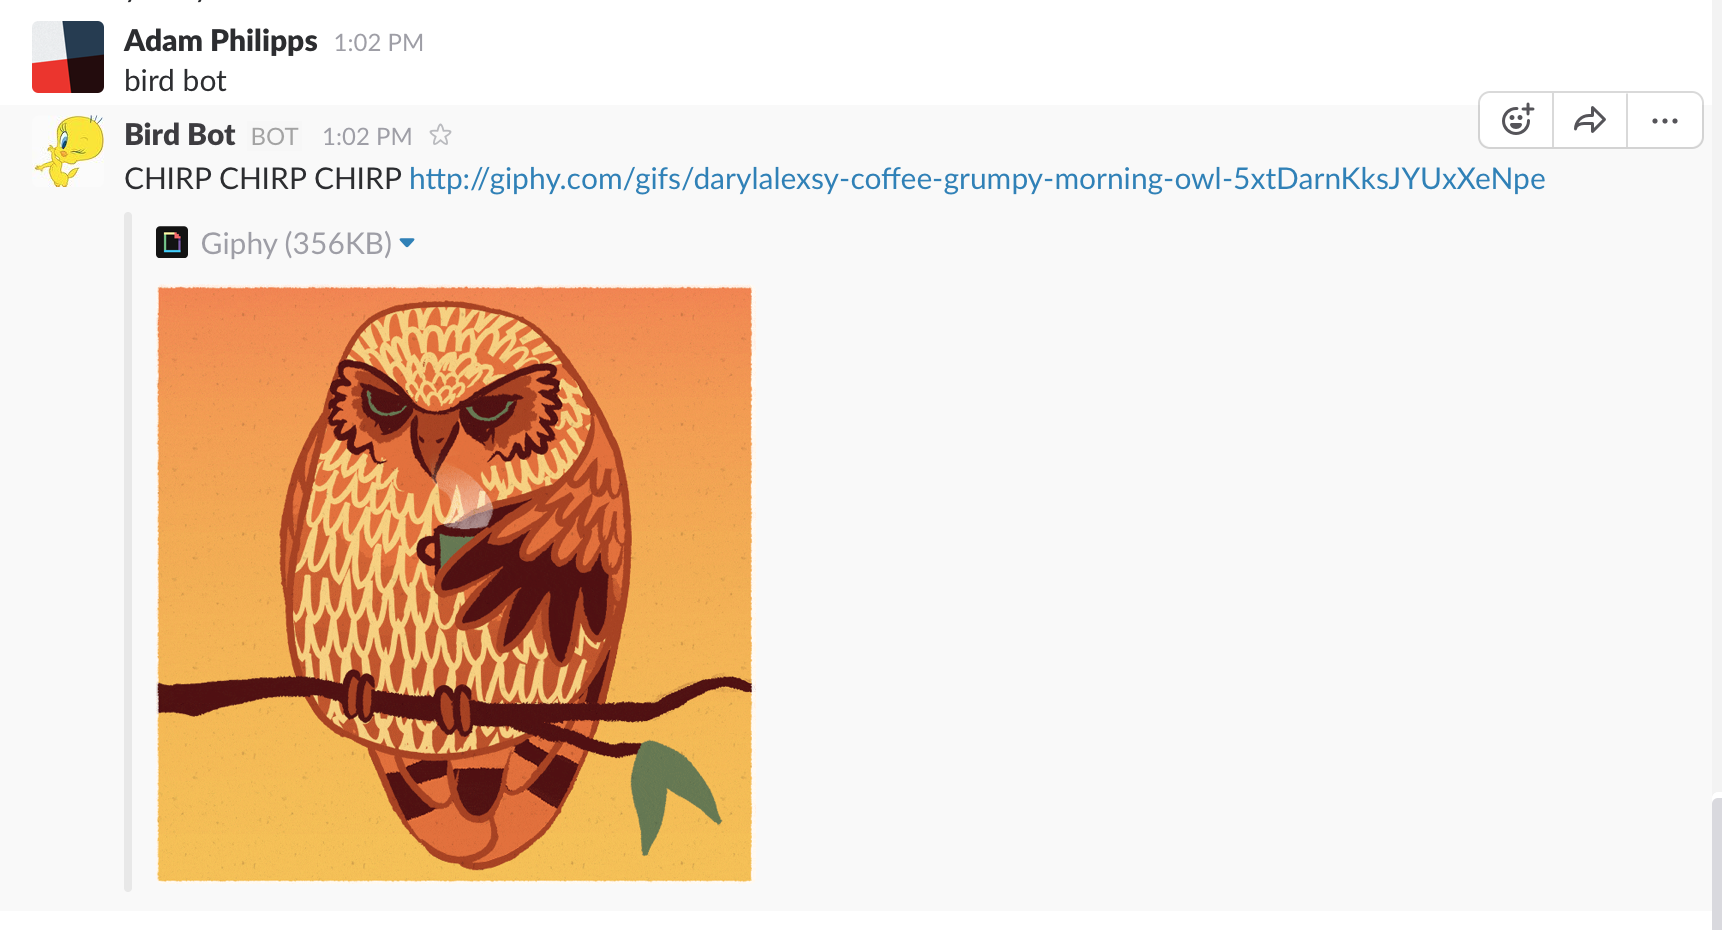 Adam Philipps 1:02 PM
bird bot
Bird Bot BOT 1:02 PM
CHIRP CHIRP CHIRP http://giphy.com/gifs/darylalexsy-coffee-grumpy-morning-owl-5xtDarnKksJYUxXeNpe
Giphy (356KB)